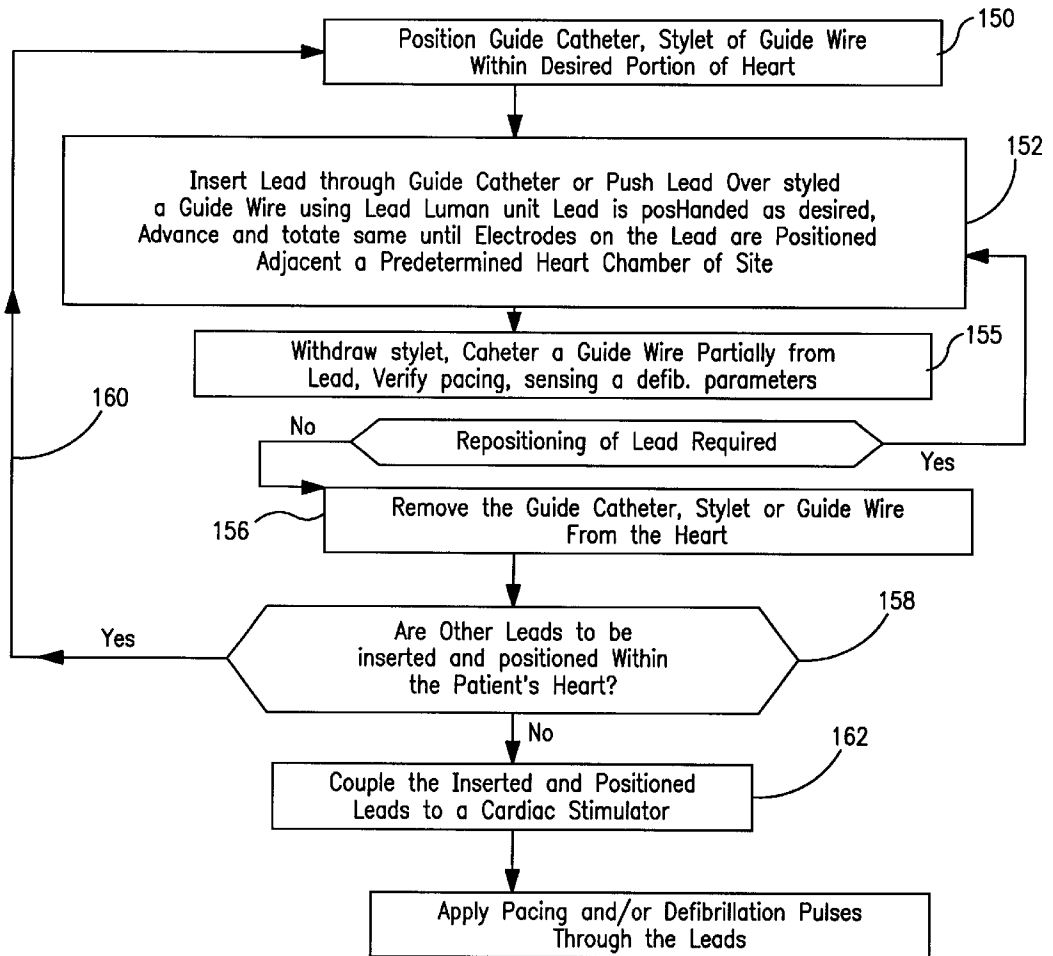 Position Guide Catheter, Stylet of Guide Wire
Within Desired Portion of Heart
150
Insert Lead through Guide Catheter or Push Lead Over styled
a Guide Wire using Lead Luman unit Lead is posHanded as desired,
Advance and totate same until Electrodes on the Lead are Positioned
Adjacent a Predetermined Heart Chamber of Site
152
Withdraw stylet, Caheter a Guide Wire Partially from
Lead, Verify pacing, sensing a defib. parameters
155
160
No
Repositioning of Lead Required
Yes
Remove the Guide Catheter, Stylet or Guide Wire
From the Heart
156
Yes
Are Other Leads to be
inserted and positioned Within
the Patient's Heart?
158
No
Couple the Inserted and Positioned
Leads to a Cardiac Stimulator
162
Apply Pacing and/or Defibrillation Pulses
Through the Leads